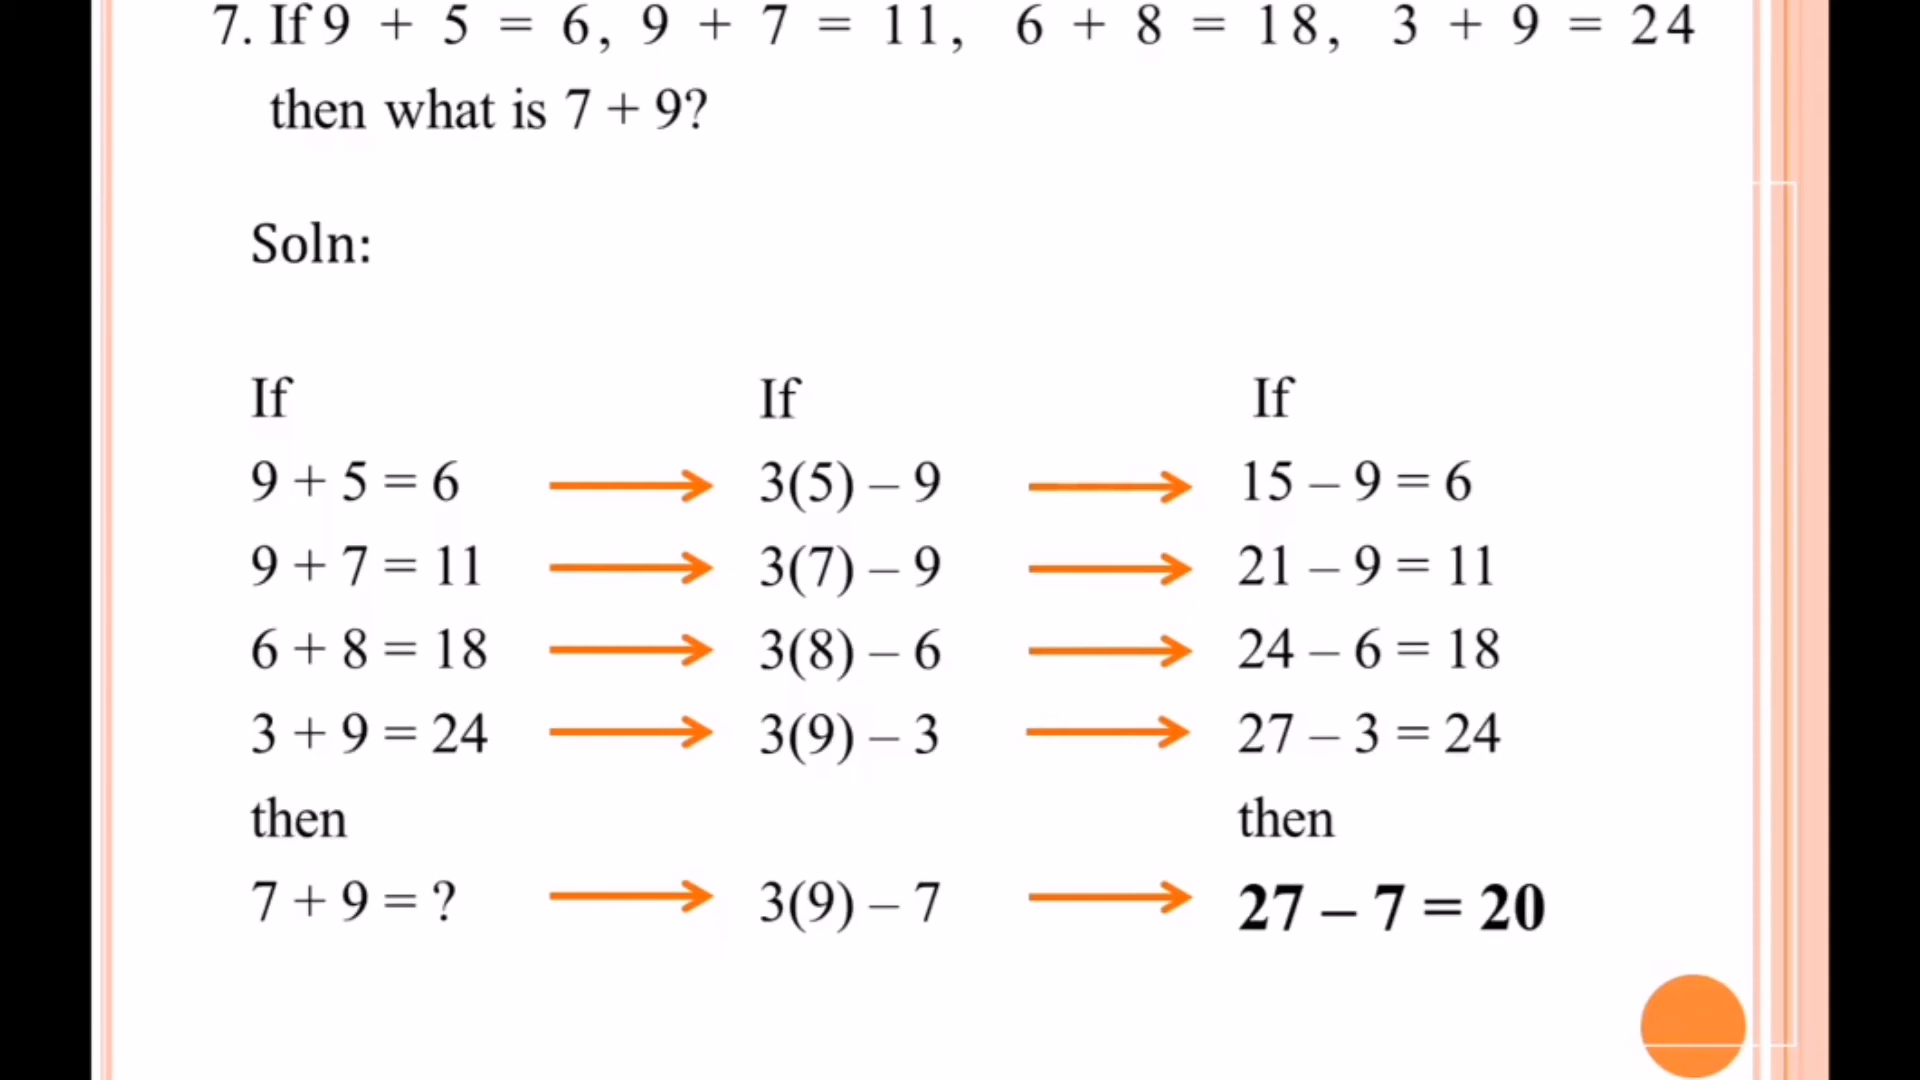 7. If 9 + 5 = 6, 9 + 7 = 11, 6 + 8 = 18, 3 + 9 = 24
then what is 7 + 9?
Soln:
If If If
9 + 5 = 6 → 3(5) – 9 → 15 – 9 = 6
9 + 7 = 11 → 3(7) – 9 → 21 – 9 = 11
6 + 8 = 18 → 3(8) – 6 → 24 – 6 = 18
3 + 9 = 24 → 3(9) – 3 → 27 – 3 = 24
then then
7 + 9 = ? → 3(9) – 7 → 27 – 7 = 20